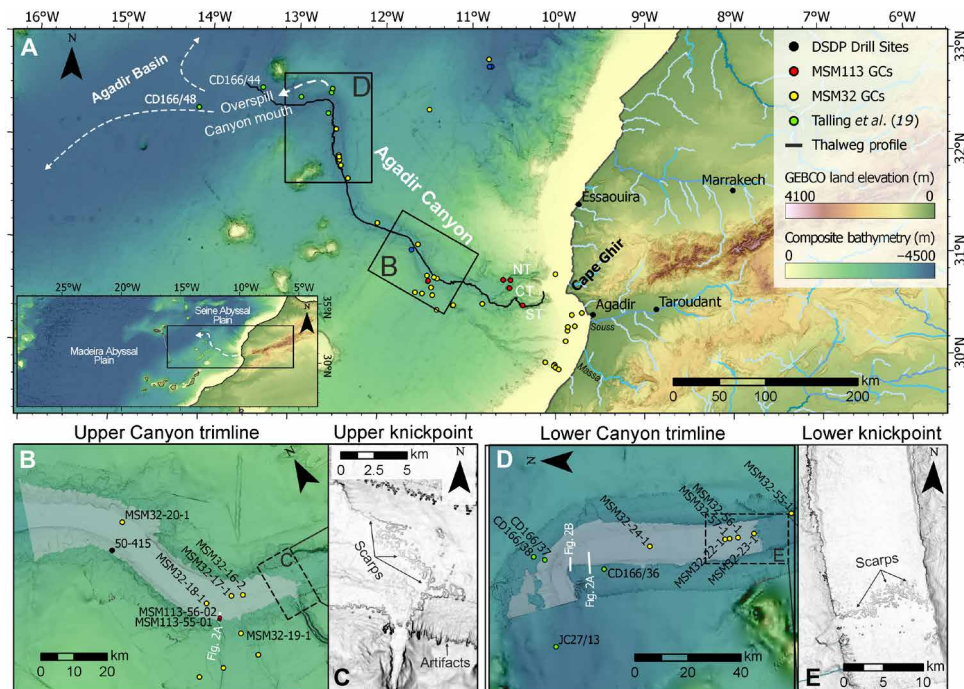 16°W 15°W 14°W 13°W 12°W 11°W 10°W 9°W 8°W 7°W 6°W
A
N
33°N
32°N
31°N
30°N
Agadir Basin
CD166/44
CD166/48
Overspill
Canyon mouth
D
Agadir Canyon
B
NT
CT
ST
Cape Ghir
Essaouira
Marrekech
Agadir
Taroudant
Souss
Massa
DSDP Drill Sites
MSM113 GCs
MSM32 GCs
Talling et al. (19)
Thalweg profile
GEBCO land elevation (m)
4100 0
Composite bathymetry (m)
0 −4500
0 50 100 200
km
25°W 20°W 15°W 10°W 5°W
Seine Abyssal
Plain
Madeira Abyssal
Plain
N
Upper Canyon trimline
B
N
MSM32-20-1
50-415
MSM32-16-2
MSM32-17-1
MSM32-18-1
MSM113-56-02
MSM113-55-01
MSM32-19-1
Fig. 2A
C
0 10 20
km
Upper knickpoint
0 2.5 5
km
N
Scarps
Artifacts
C
Lower Canyon trimline
D
N
CD166/37
CD166/38
Fig. 2B
Fig. 2A
MSM32-24-1
CD166/36
MSM32-22-1
MSM32-23-1
MSM32-55-1
E
JC27/13
0 20 40
km
Lower knickpoint
N
Scarps
E
0 5 10
km